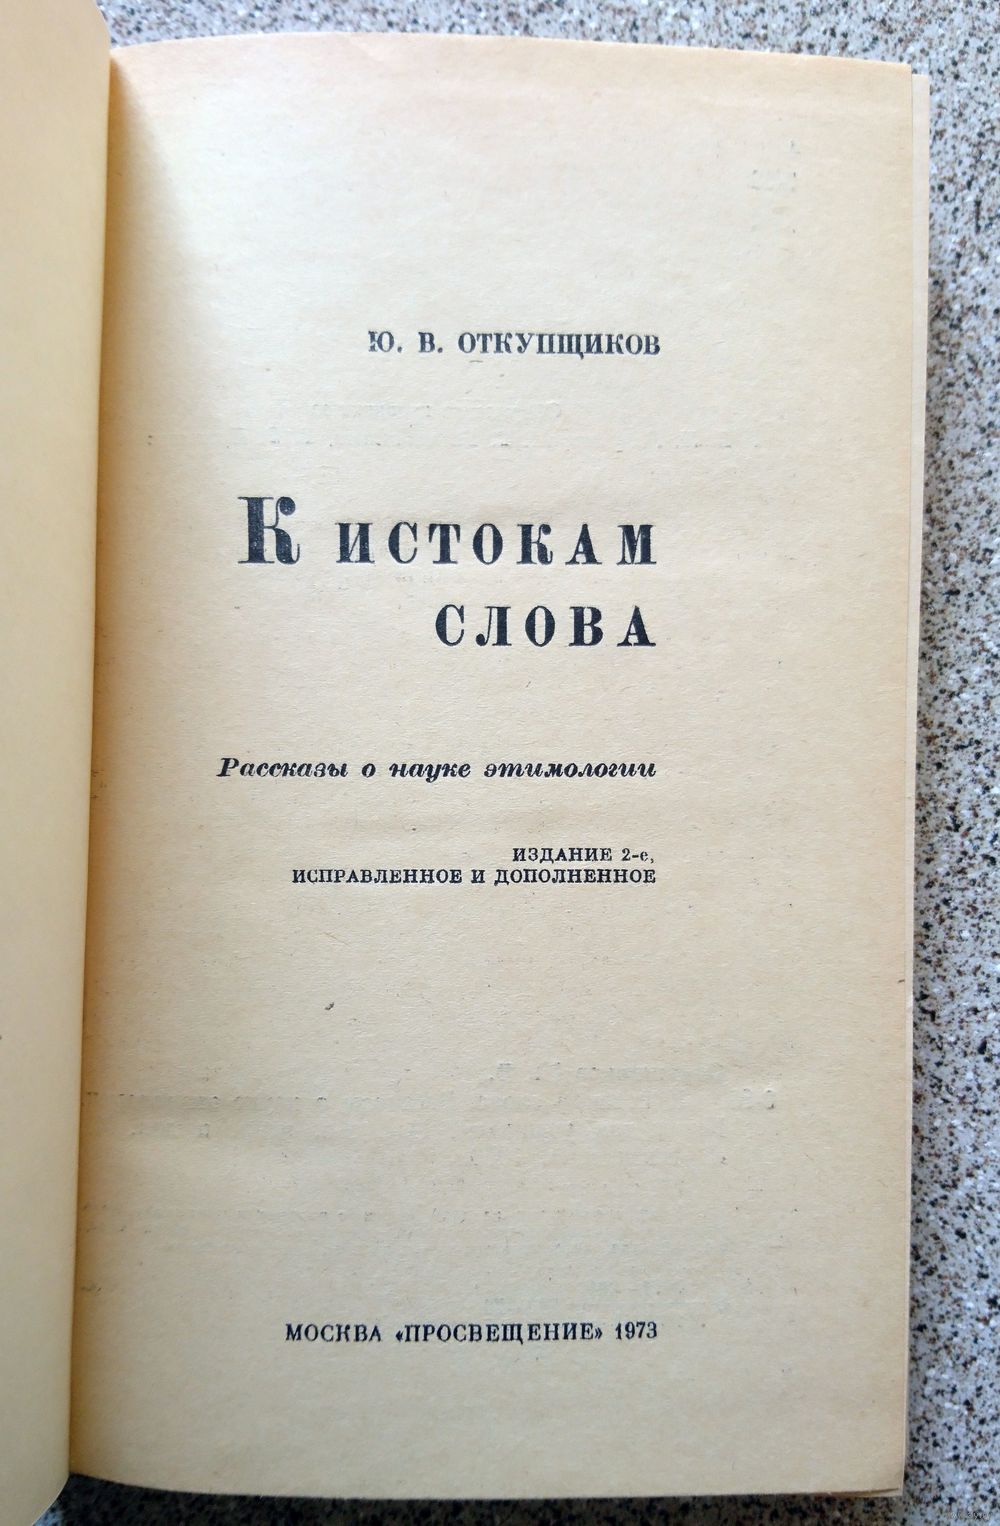 Ю. В. ОТКУПЩИКОВ
К ИСТОКАМ
СЛОВА
Рассказы о науке этимологии
ИЗДАНИЕ 2-е,
ИСПРАВЛЕННОЕ И ДОПОЛНЕННОЕ
МОСКВА «ПРОСВЕЩЕНИЕ» 1973